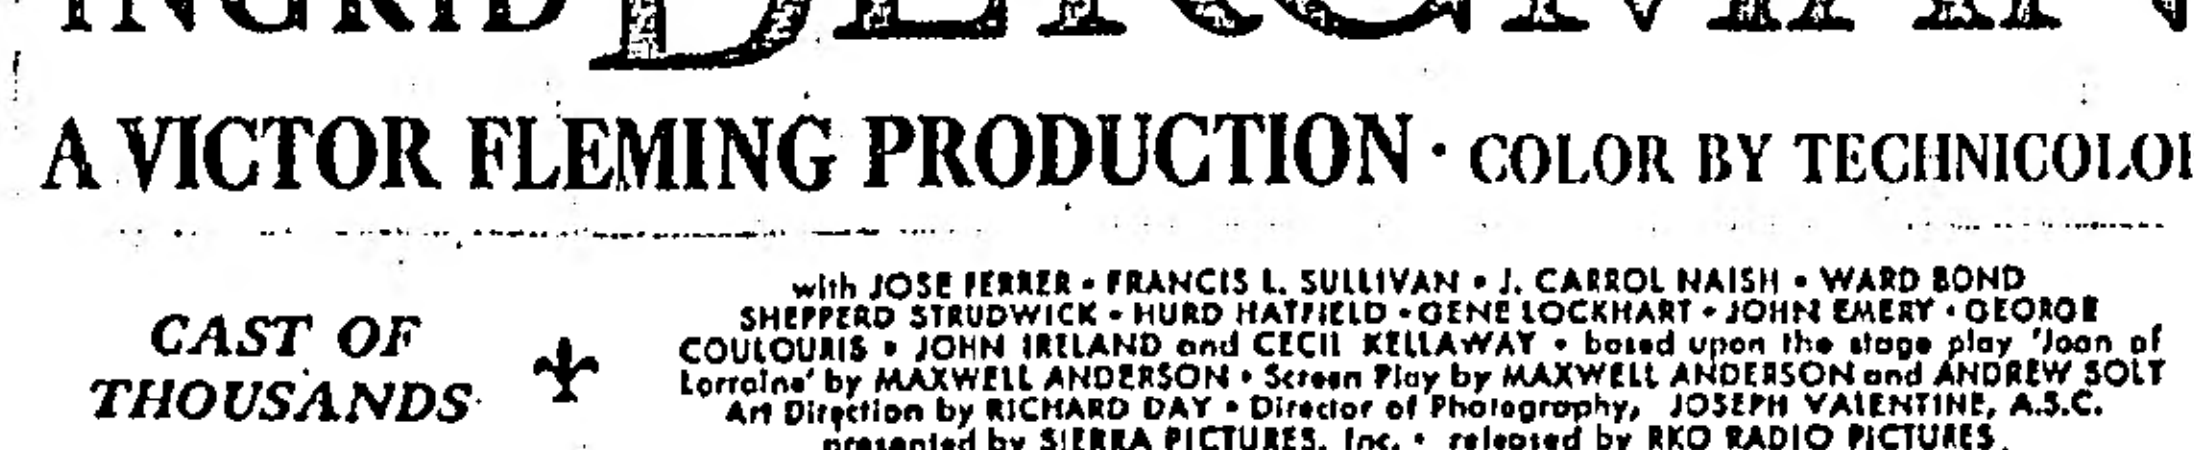 INGRID BERGMAN
A VICTOR FLEMING PRODUCTION · COLOR BY TECHNICOLOR
CAST OF
THOUSANDS
with JOSE FERRER • FRANCIS L. SULLIVAN • J. CARROL NAISH • WARD BOND
SHEPPERD STRUDWICK • HURD HATFIELD • GENE LOCKHART • JOHN EMERY • GEORGE
COULOURIS • JOHN IRELAND and CECIL KELLAWAY • based upon the stage play 'Joan of
Lorraine' by MAXWELL ANDERSON • Screen Play by MAXWELL ANDERSON and ANDREW SOLT
Art Direction by RICHARD DAY • Director of Photography, JOSEPH VALENTINE, A.S.C.
presented by SIERRA PICTURES, Inc. • released by RKO RADIO PICTURES